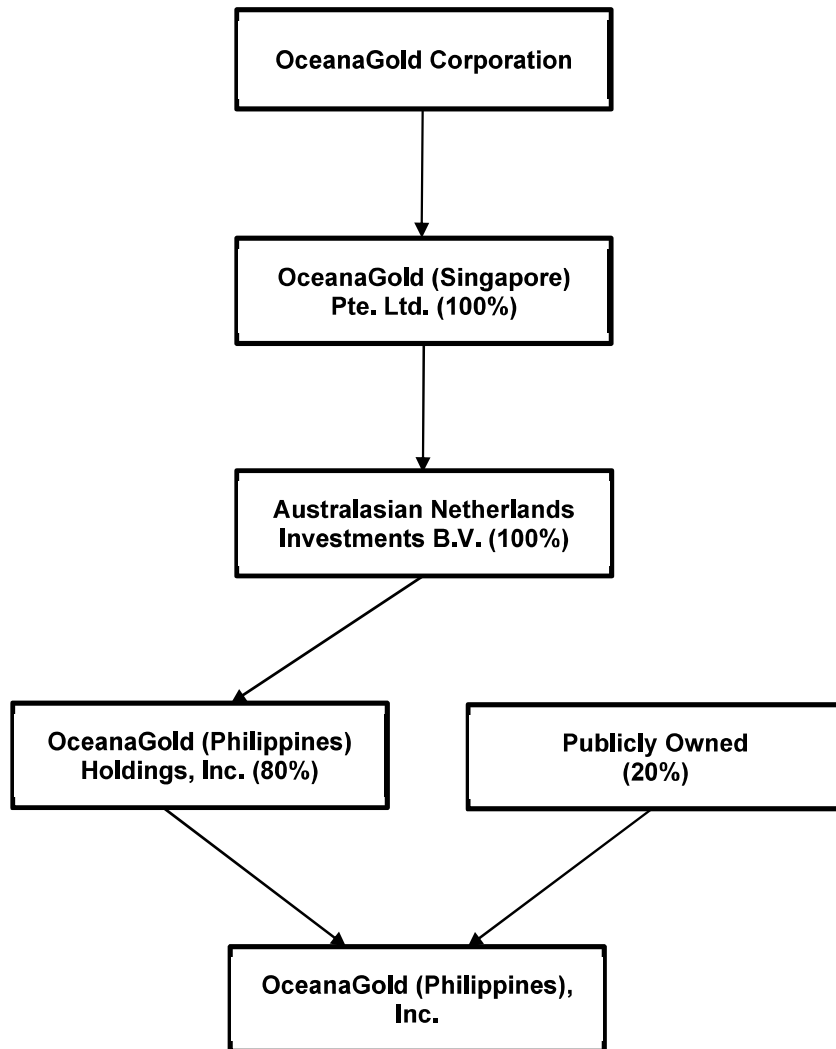 OceanaGold Corporation
OceanaGold (Singapore)
Pte. Ltd. (100%)
Australasian Netherlands
Investments B.V. (100%)
OceanaGold (Philippines)
Holdings, Inc. (80%)
Publicly Owned
(20%)
OceanaGold (Philippines),
Inc.